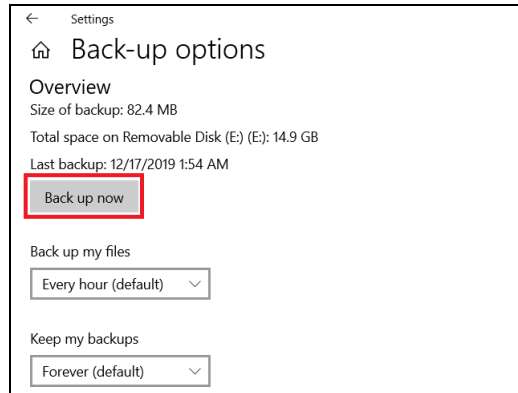 Settings
Back-up options
Overview
Size of backup: 82.4 MB
Total space on Removable Disk (E:) (E:): 14.9 GB
Last backup: 12/17/2019 1:54 AM
Back up now
Back up my files
Every hour (default)
Keep my backups
Forever (default)